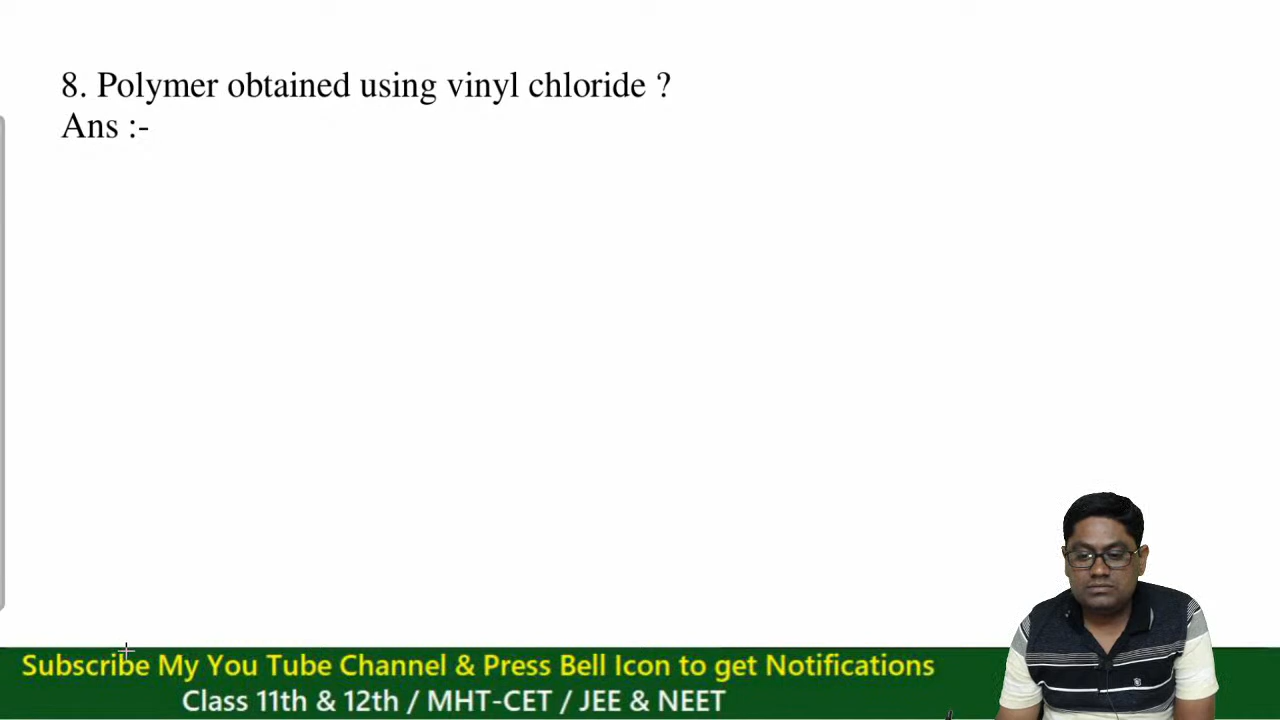 8. Polymer obtained using vinyl chloride ?
Ans :-
Subscribe My You Tube Channel & Press Bell Icon to get Notifications
Class 11th & 12th / MHT-CET / JEE & NEET